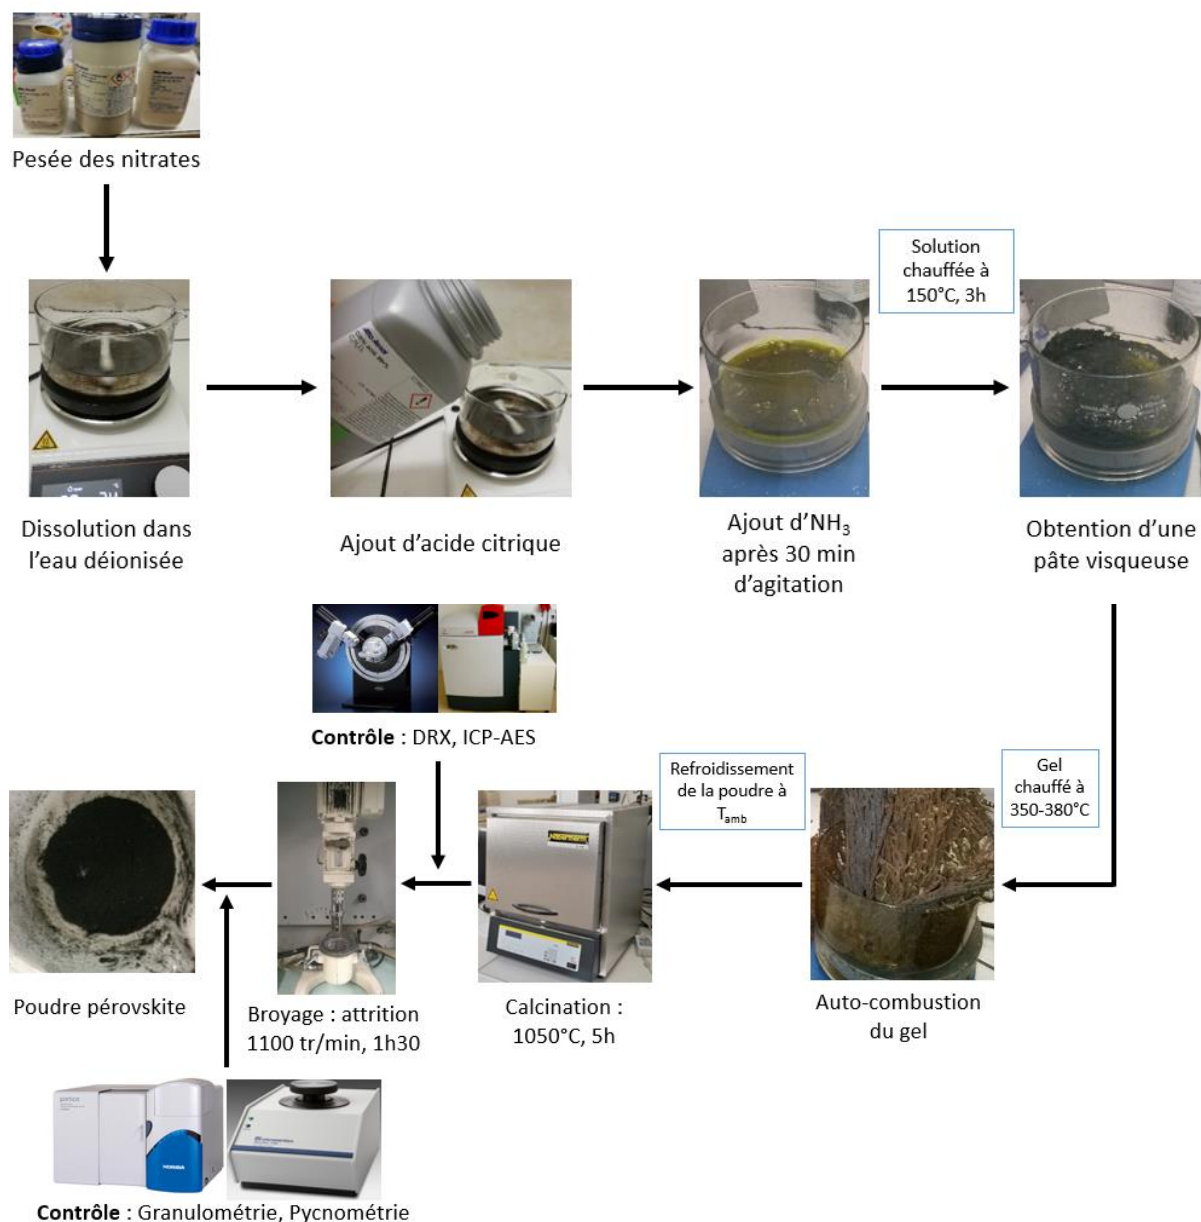 Pesée des nitrates
Solution
chauffée à
150°C, 3h
Dissolution dans
l'eau déionisée
Ajout d'acide citrique
Ajout d'NH₃
après 30 min
d'agitation
Obtention d'une
pâte visqueuse
Contrôle : DRX, ICP-AES
Refroidissement
de la poudre à
Tamb
Gel
chauffé à
350-380°C
Poudre pérovskite
Broyage : attrition
1100 tr/min, 1h30
Calcination :
1050°C, 5h
Auto-combustion
du gel
HORIBA
Contrôle : Granulométrie, Pycnométrie